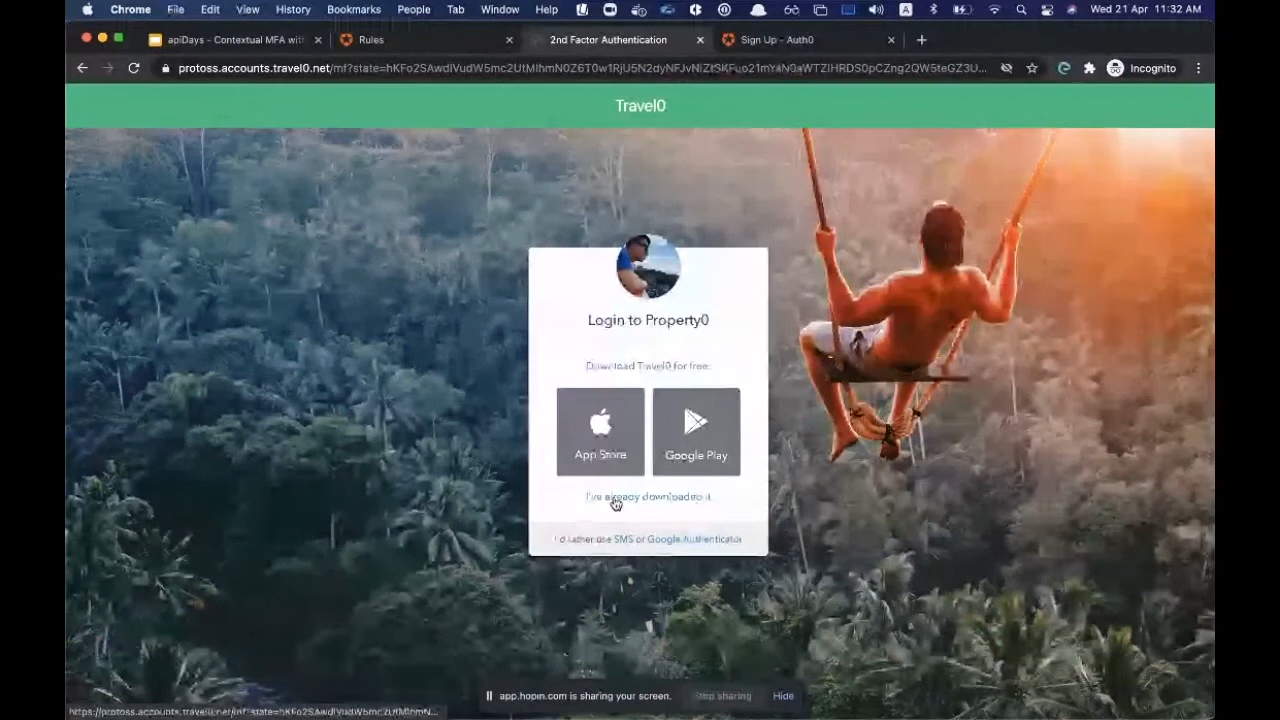 Chrome File Edit View History Bookmarks People Tab Window Help Wed 21 Apr 11:32 AM
apiDays - Contextual MFA wit Rules 2nd Factor Authentication Sign Up - Auth0
Incognito
Travel0
Login to Property0
Download Travel0 for free:
App Store Google Play
I've already downloaded it
I'd rather use SMS or Google Authenticator
app.hopin.com is sharing your screen. Stop sharing Hide